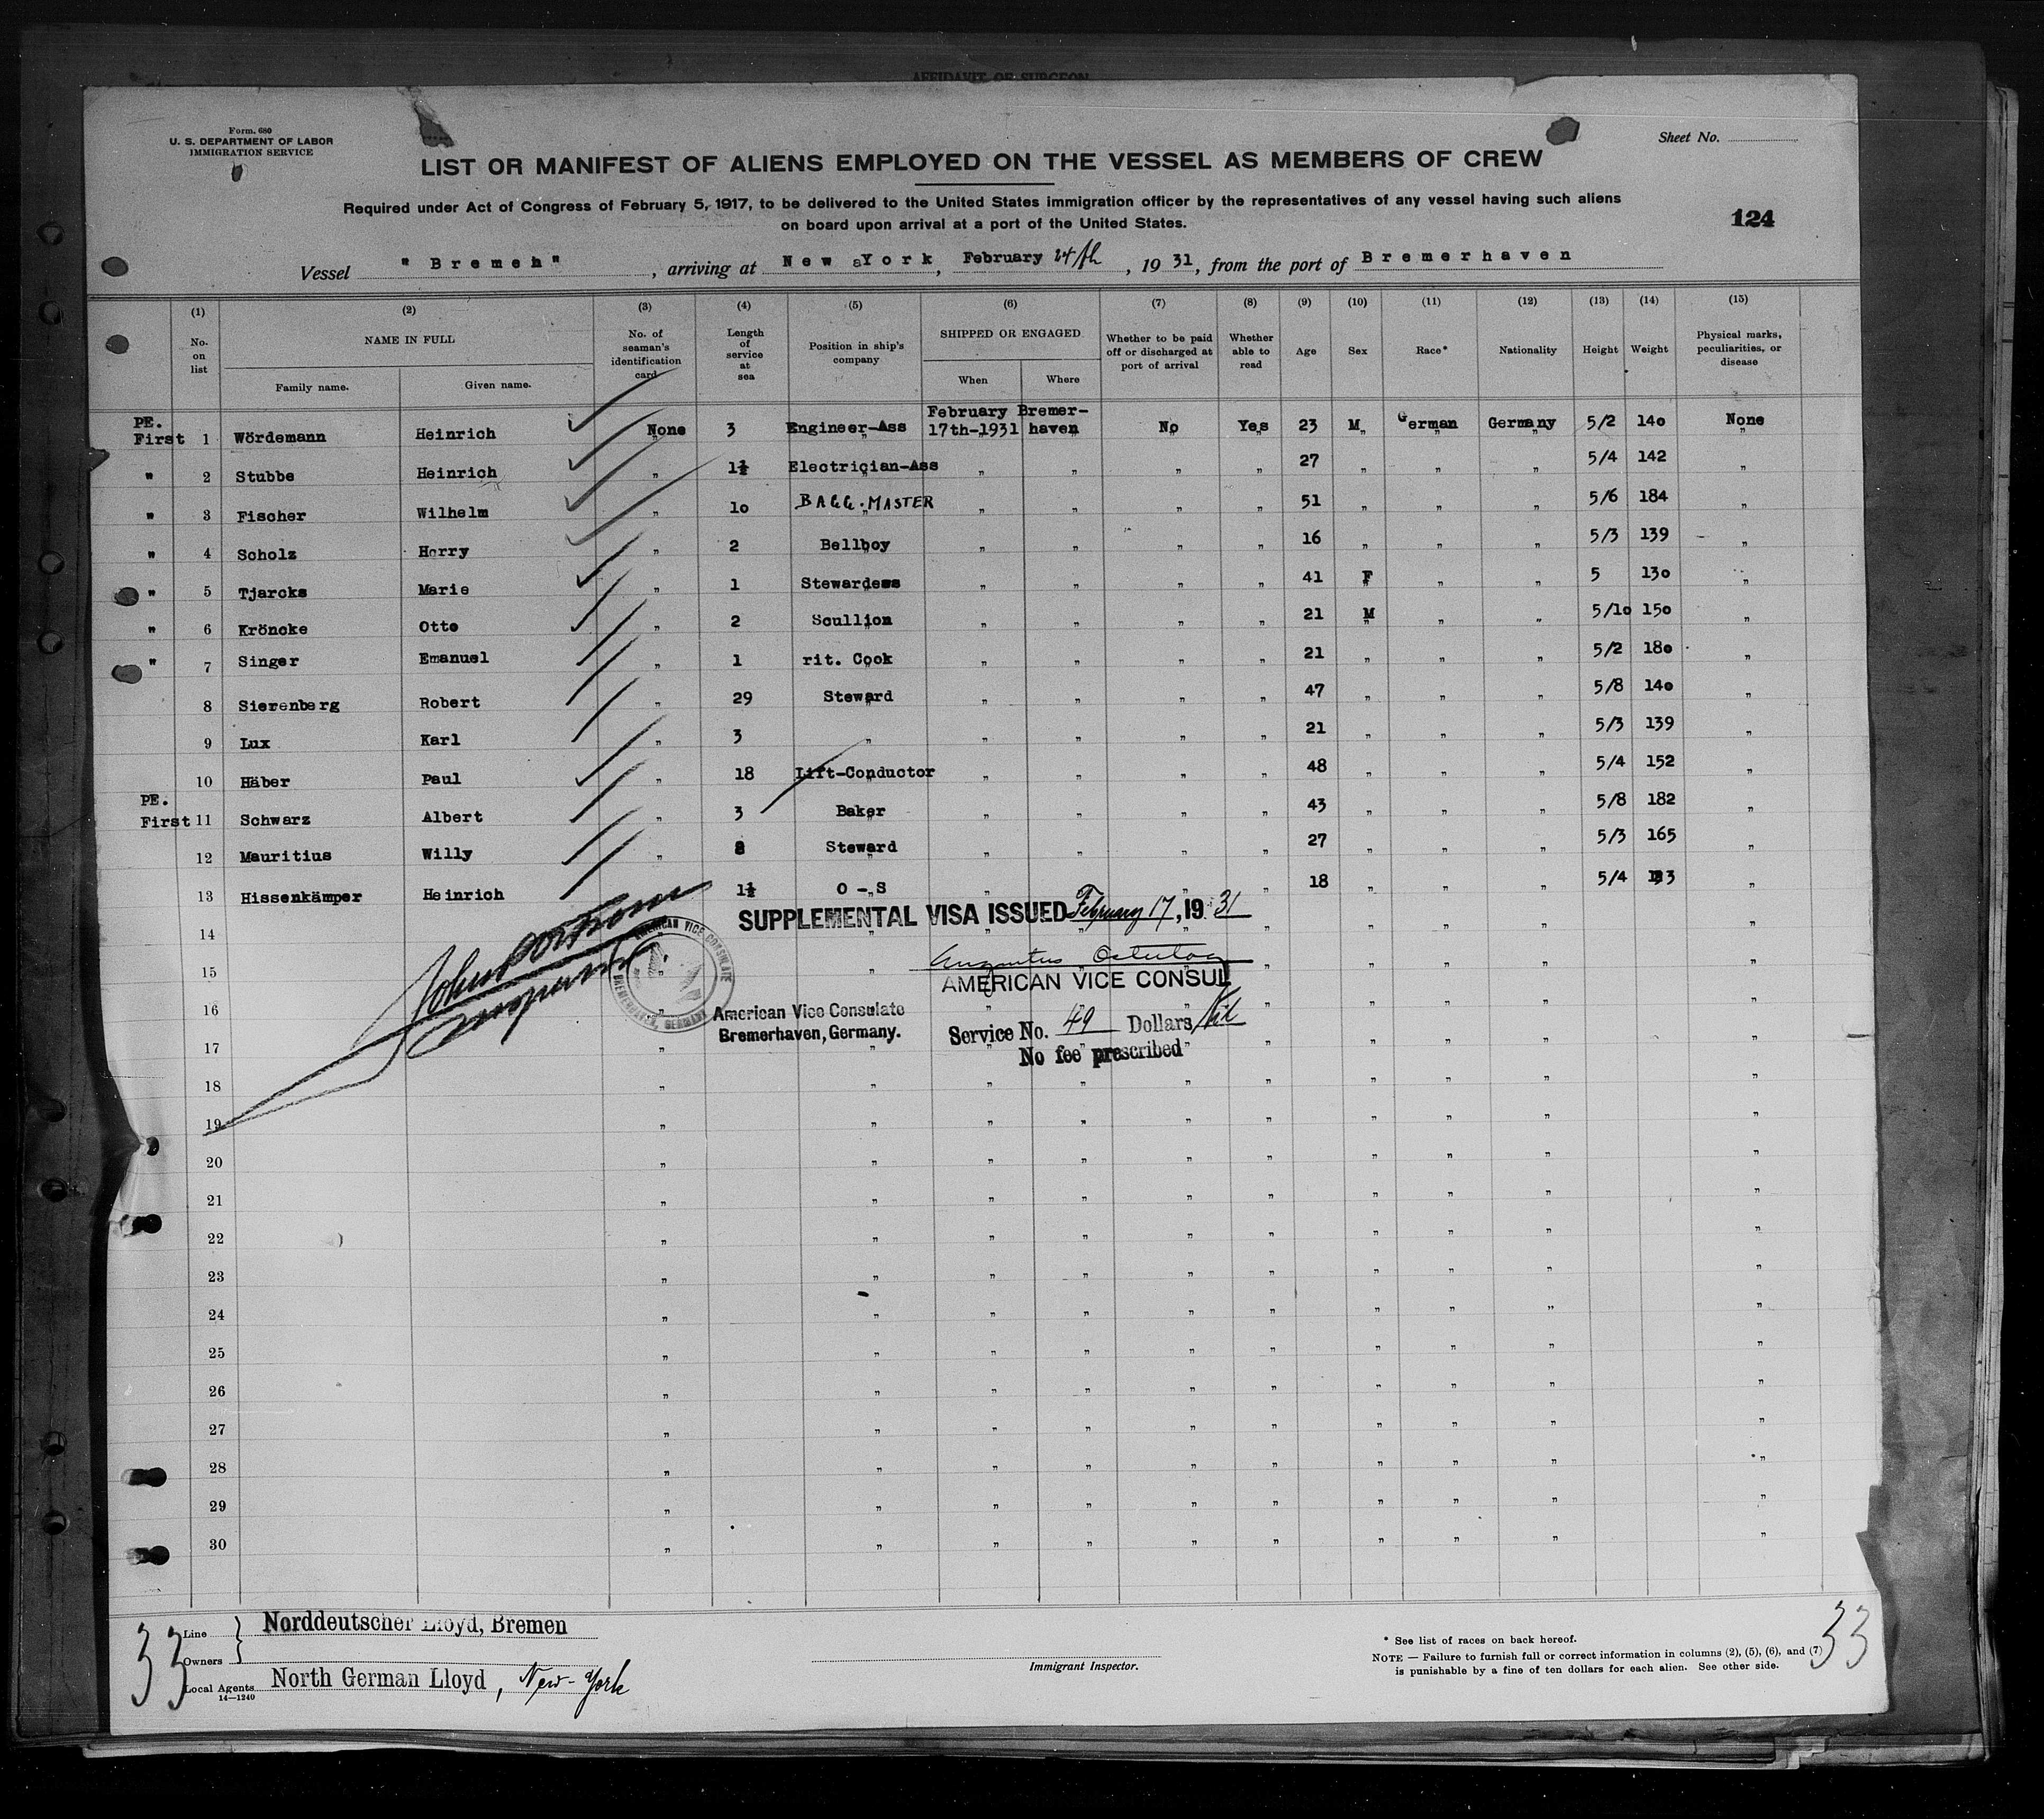 AFFIDAVIT OF SURGEON
Form. 680
U. S. DEPARTMENT OF LABOR
IMMIGRATION SERVICE
Sheet No.
LIST OR MANIFEST OF ALIENS EMPLOYED ON THE VESSEL AS MEMBERS OF CREW
Required under Act of Congress of February 5, 1917, to be delivered to the United States immigration officer by the representatives of any vessel having such aliens
on board upon arrival at a port of the United States.
124
Vessel "Bremen", arriving at New York, February 24th, 1931, from the port of Bremerhaven
(1) (2) (3) (4) (5) (6) (7) (8) (9) (10) (11) (12) (13) (14) (15)
No. on list
NAME IN FULL
Family name. Given name.
No. of seaman's identification card
Length of service at sea
Position in ship's company
SHIPPED OR ENGAGED
When Where
Whether to be paid off or discharged at port of arrival
Whether able to read
Age
Sex
Race*
Nationality
Height
Weight
Physical marks, peculiarities, or disease
PE. First 1 Wördemann Heinrich None 3 Engineer-Ass February 17th-1931 Bremerhaven No Yes 23 M German Germany 5/2 140 None
" 2 Stubbe Heinrich " 1½ Electrician-Ass " " " " 27 " " " 5/4 142 "
" 3 Fischer Wilhelm " 10 BAGG.MASTER " " " " 51 " " " 5/6 184 "
" 4 Scholz Harry " 2 Bellboy " " " " 16 " " " 5/3 139 "
" 5 Tjarcks Marie " 1 Stewardess " " " " 41 F " " 5 130 "
" 6 Kröncke Otto " 2 Scullion " " " " 21 M " " 5/10 150 "
" 7 Singer Emanuel " 1 rit. Cook " " " " 21 " " " 5/2 180 "
8 Sierenberg Robert " 29 Steward " " " " 47 " " " 5/8 140 "
9 Lux Karl " 3 " " " " " 21 " " " 5/3 139 "
10 Häber Paul " 18 Lift-Conductor " " " " 48 " " " 5/4 152 "
PE. First 11 Schwarz Albert " 3 Baker " " " " 43 " " " 5/8 182 "
12 Mauritius Willy " Steward " " " " 27 " " " 5/3 165 "
13 Hissenkämper Heinrich " 1½ O-S " " " " 18 " " " 5/4 "
SUPPLEMENTAL VISA ISSUED February 17, 1931
14
15
AMERICAN VICE CONSUL
AMERICAN VICE CONSULATE
BREMERHAVEN, GERMANY
16
American Vice Consulate
Bremerhaven, Germany.
Service No. 49 Dollars Nil
No fee prescribed
17
18
19
20
21
22
23
24
25
26
27
28
29
30
33
Line
Owners
Norddeutscher Lloyd, Bremen
Local Agents North German Lloyd, New-York
14—1240
Immigrant Inspector.
* See list of races on back hereof.
NOTE — Failure to furnish full or correct information in columns (2), (5), (6), and (7)
is punishable by a fine of ten dollars for each alien. See other side.
33